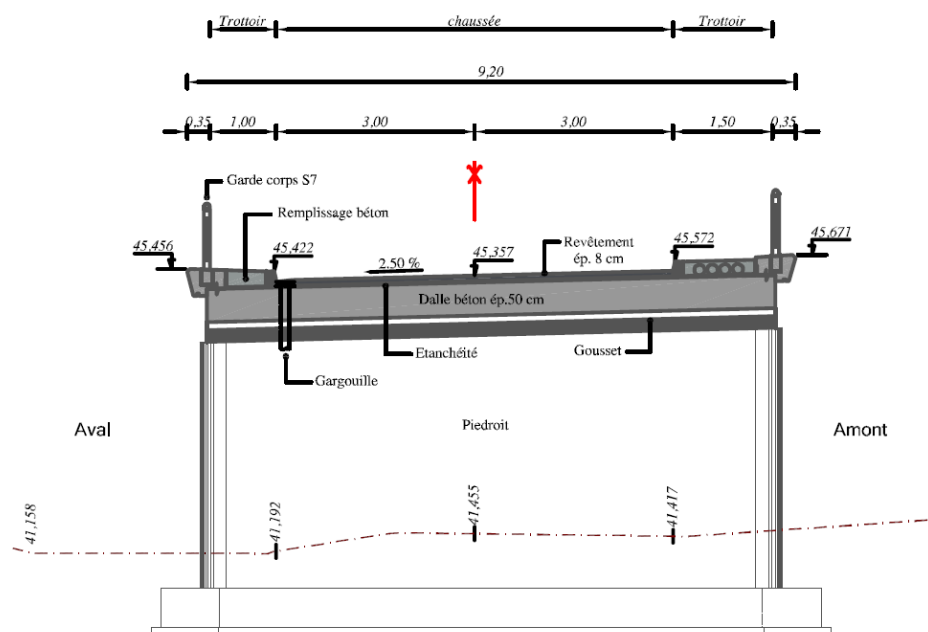 Trottoir chaussée Trottoir
9,20
0,35 1,00 3,00 3,00 1,50 0,35
Garde corps S7
Remplissage béton
45,456 45,422 2.50 % 45,357 Revêtement 45,572 45,671
ép. 8 cm
Dalle béton ép.50 cm
Etanchéité Gousset
Gargouille
Aval Piedroit Amont
41,158 41,192 41,455 41,417